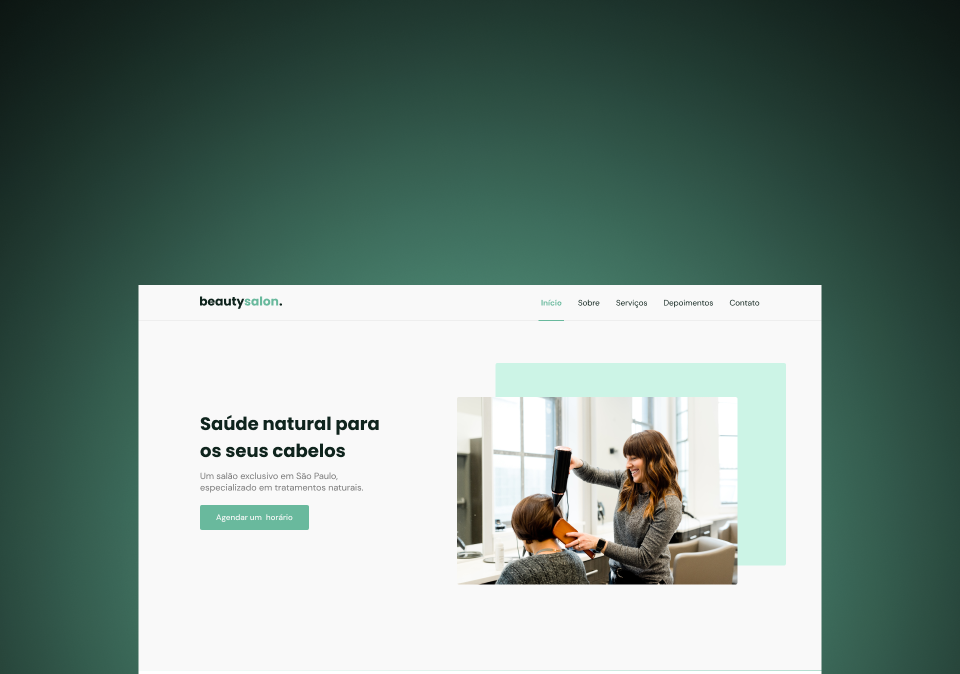 beautysalon.
Início Sobre Serviços Depoimentos Contato
Saúde natural para
os seus cabelos
Um salão exclusivo em São Paulo,
especializado em tratamentos naturais.
Agendar um horário